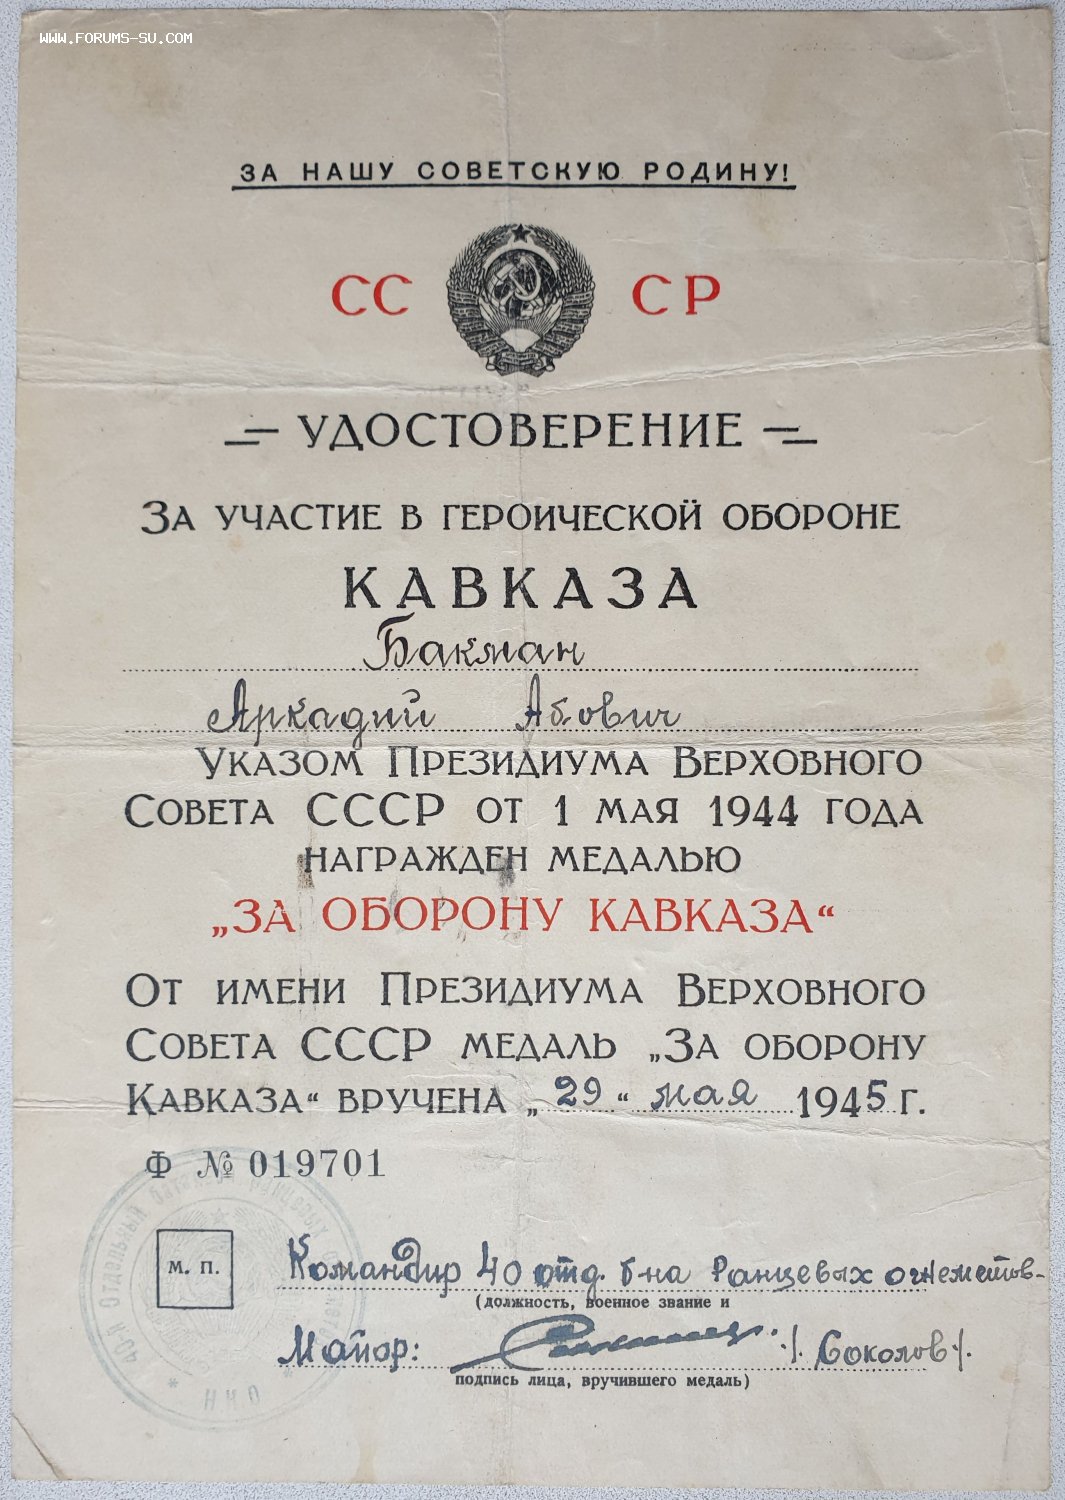 WWW.FORUMS-SU.COM
ЗА НАШУ СОВЕТСКУЮ РОДИНУ!
СС СР
УДОСТОВЕРЕНИЕ
ЗА УЧАСТИЕ В ГЕРОИЧЕСКОЙ ОБОРОНЕ
КАВКАЗА
Бакман
Аркадий Абович
УКАЗОМ ПРЕЗИДИУМА ВЕРХОВНОГО
СОВЕТА СССР ОТ 1 МАЯ 1944 ГОДА
НАГРАЖДЕН МЕДАЛЬЮ
„ЗА ОБОРОНУ КАВКАЗА“
ОТ ИМЕНИ ПРЕЗИДИУМА ВЕРХОВНОГО
СОВЕТА СССР МЕДАЛЬ „ЗА ОБОРОНУ
КАВКАЗА“ ВРУЧЕНА „29“ мая 1945 Г.
Ф № 019701
М. П.
Командир 40 отд. б-на Ранцевых огнеметов-
(должность, военное звание и
Майор: /Соколов/.
подпись лица, вручившего медаль)
40-й Отдельный
* НКО *